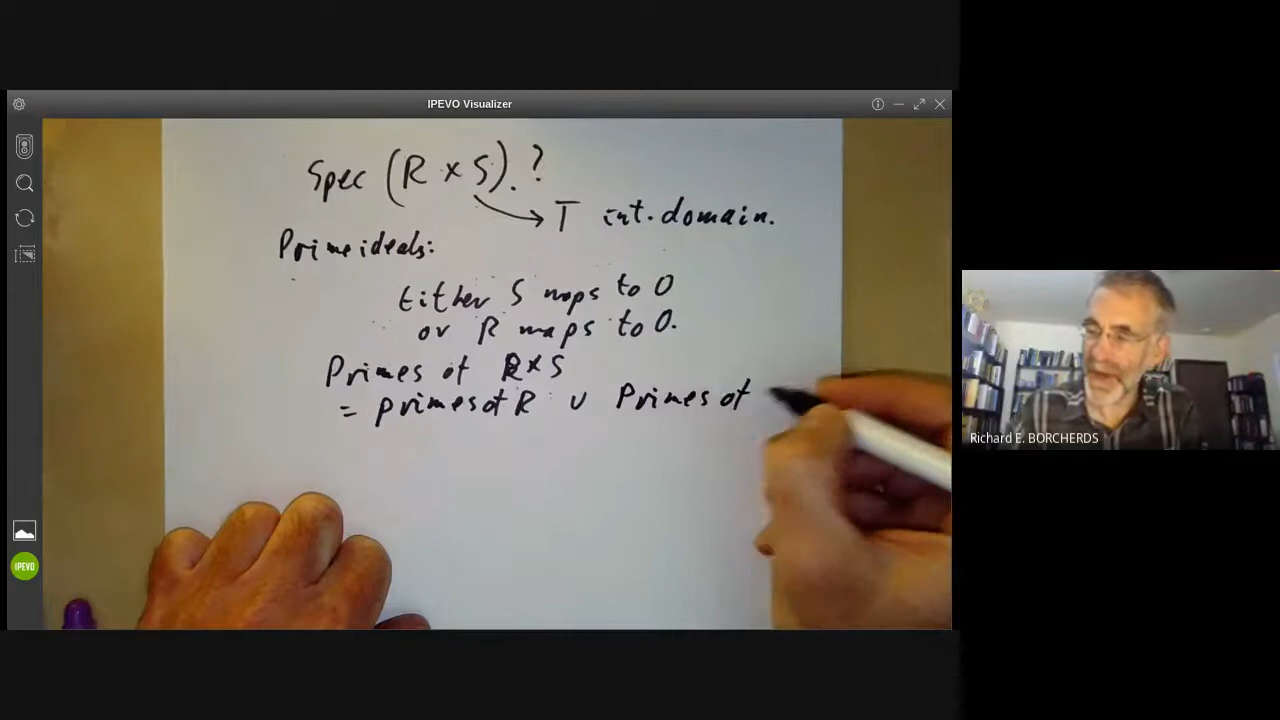 IPEVO Visualizer
Spec (R × S). ?
T int. domain.
Prime ideals:
Either S maps to 0
or R maps to 0.
Primes of R×S
= primes of R ∪ Primes of
Richard E. BORCHERDS
IPEVO